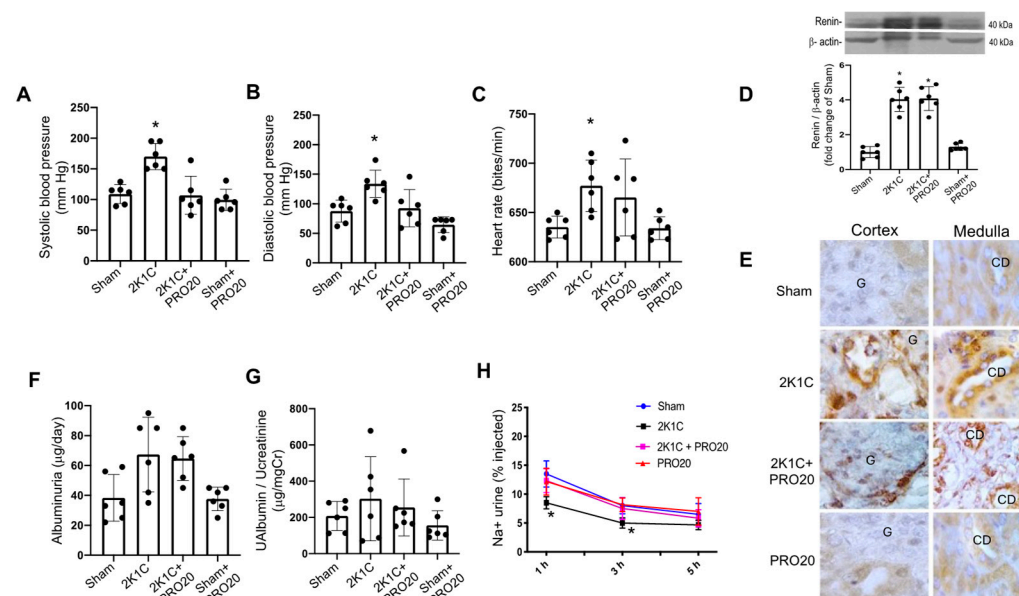 A
Systolic blood pressure
(mm Hg)
250
200
150
100
50
0
*
Sham
2K1C
2K1C+
PRO20
Sham+
PRO20
B
Diastolic blood pressure
(mm Hg)
250
200
150
100
50
0
*
Sham
2K1C
2K1C+
PRO20
Sham+
PRO20
C
Heart rate (bites/min)
725
700
675
650
625
600
*
Sham
2K1C
2K1C+
PRO20
Sham+
PRO20
Renin-
40 kDa
β- actin-
40 kDa
D
Renin / β-actin
(fold change of Sham)
6
4
2
0
*
*
Sham
2K1C
2K1C+
PRO20
Sham+
PRO20
E
Cortex
Medulla
Sham
G
CD
2K1C
G
CD
2K1C+
PRO20
G
CD
CD
PRO20
G
CD
F
Albuminuria (µg/day)
100
80
60
40
20
0
Sham
2K1C
2K1C+
PRO20
Sham+
PRO20
G
UAlbumin / Ucreatinine
(µg/mgCr)
800
600
400
200
0
Sham
2K1C
2K1C+
PRO20
Sham+
PRO20
H
Na+ urine (% injected)
25
20
15
10
5
0
Sham
2K1C
2K1C + PRO20
PRO20
*
*
1 h
3 h
5 h